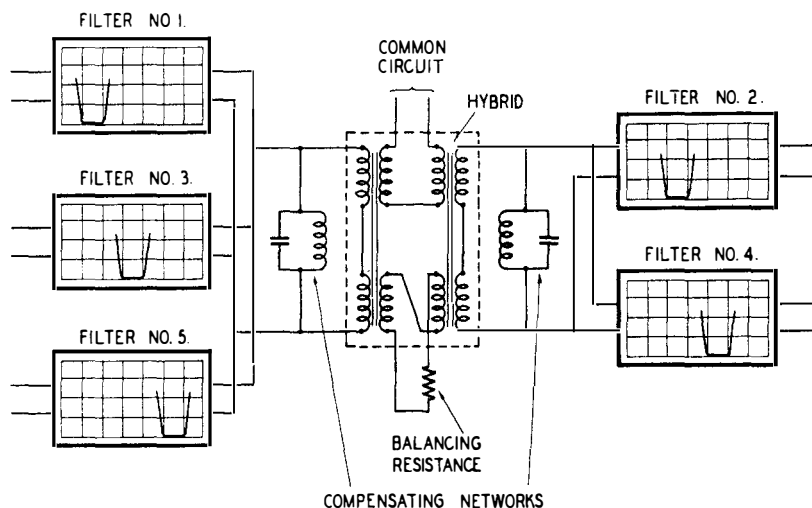 FILTER NO 1.
COMMON
CIRCUIT
HYBRID
FILTER NO. 2.
FILTER NO. 3.
FILTER NO. 4.
FILTER NO. 5.
BALANCING
RESISTANCE
COMPENSATING NETWORKS